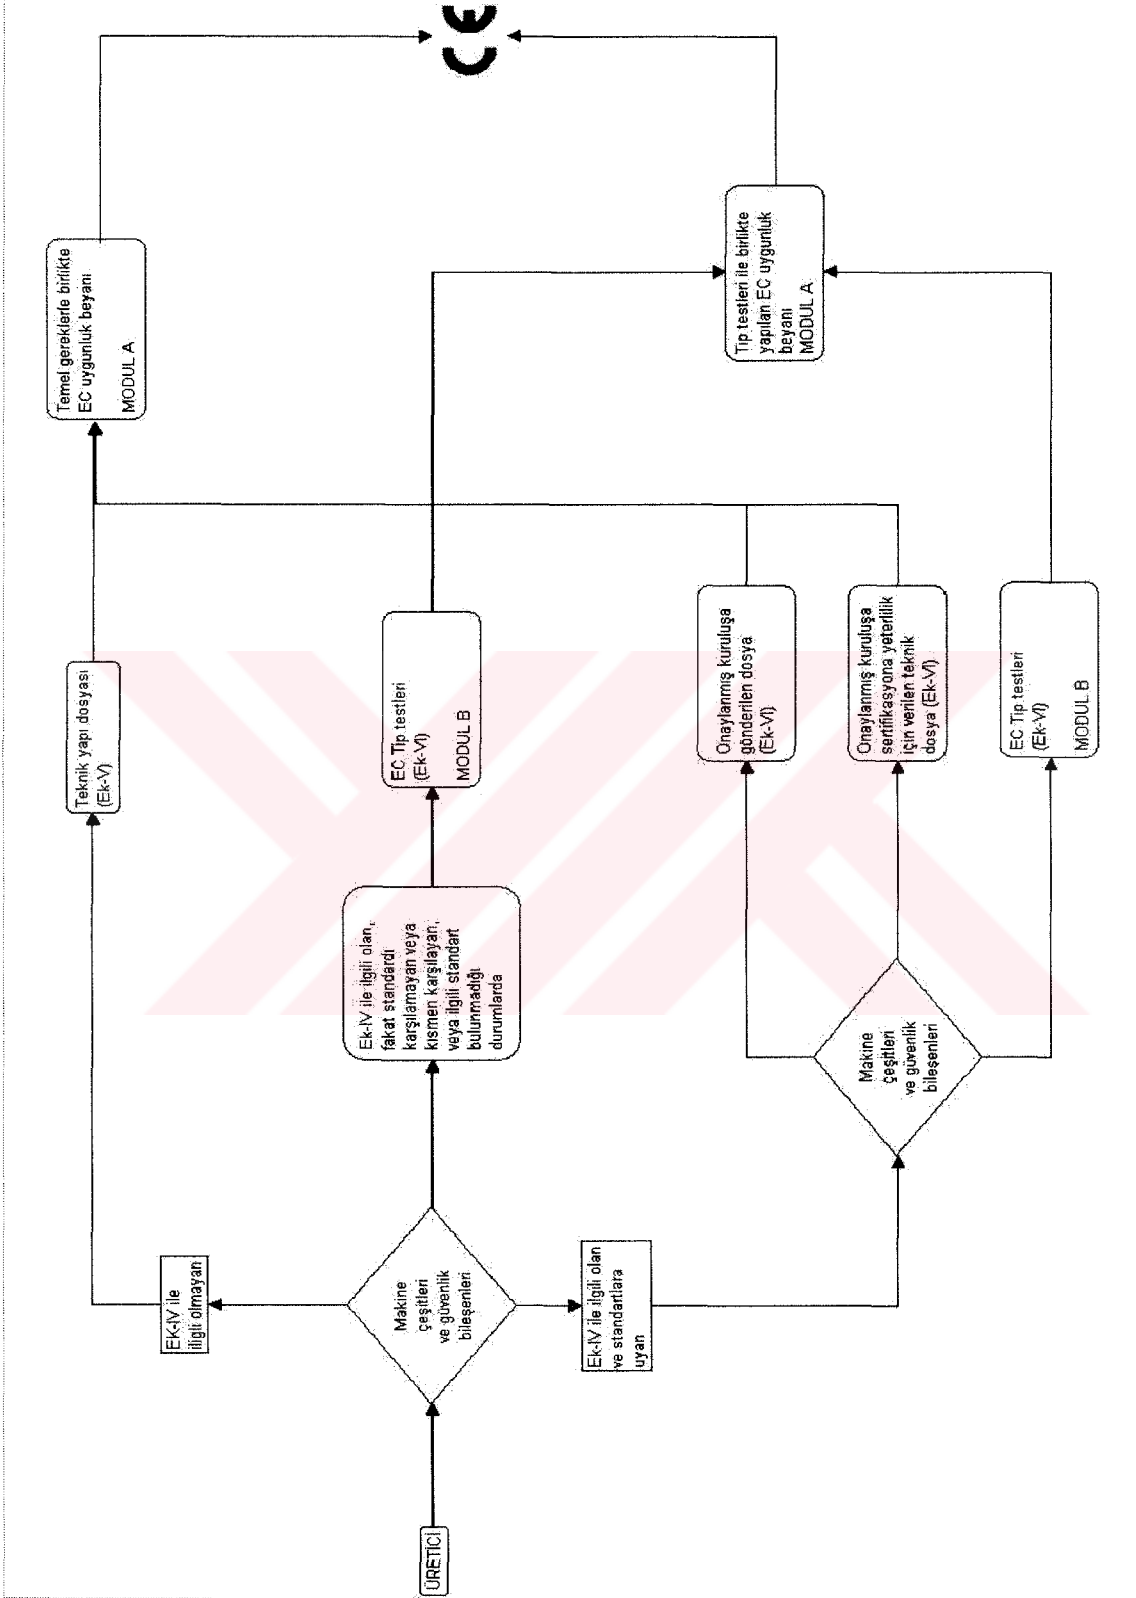 ÜRETİCİ
Makine
çeşitleri
ve güvenlik
bileşenleri
EK-IV ile
iligli olmayan
Teknik yapı dosyası
(Ek-V)
Temel gereklerle birlikte
EC uygunluk beyanı
MODUL A
Ek-IV ile ilgili olan,
fakat standardı
karşılamayan veya
kısmen karşılayan,
veya ilgili standart
bulunmadığı
durumlarda
EC Tip testleri
(Ek-VI)
MODUL B
Ek-IV ile ilgili olan
ve standartlara
uyan
Makine
çeşitleri
ve güvenlik
bileşenleri
Onaylanmış kuruluşa
gönderilen dosya
(Ek-VI)
Onaylanmış kuruluşa
sertifikasyona yeterlilik
için verilen teknik
dosya (Ek-VI)
EC Tip testleri
(Ek-VI)
MODUL B
Tip testleri ile birlikte
yapılan EC uygunluk
beyanı
MODUL A
CE